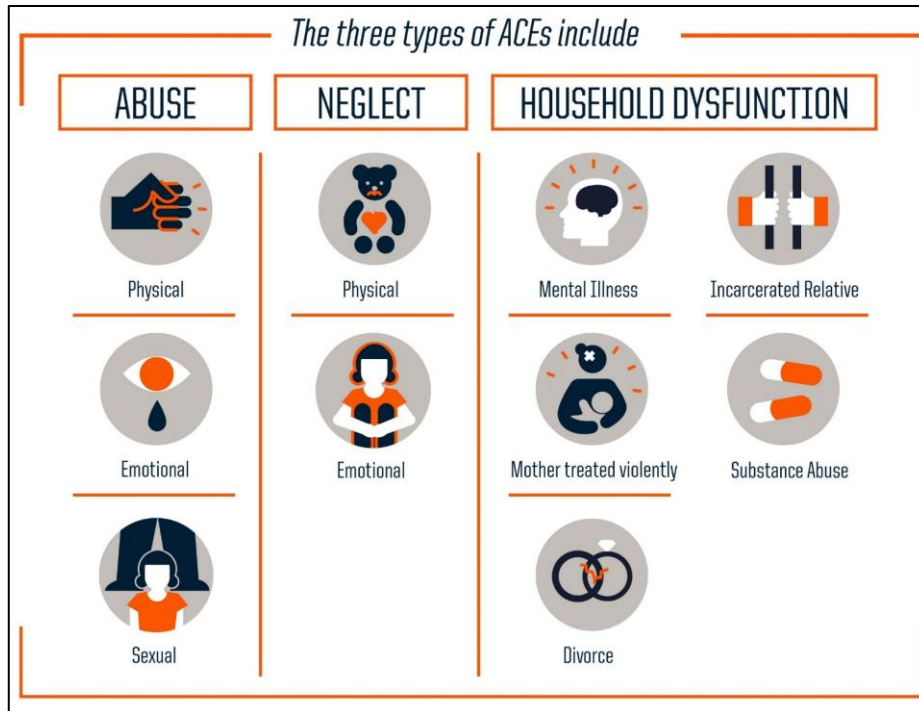 The three types of ACEs include
ABUSE
NEGLECT
HOUSEHOLD DYSFUNCTION
Physical
Emotional
Sexual
Physical
Emotional
Mental Illness
Incarcerated Relative
Mother treated violently
Substance Abuse
Divorce